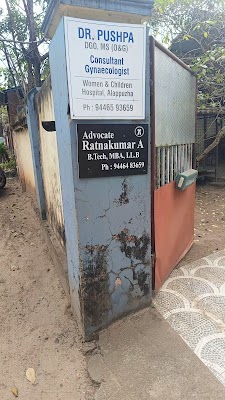 DR. PUSHPA
DGO, MS (O&G)
Consultant
Gynaecologist
Women & Children
Hospital, Alappuzha
Ph : 94465 93659
Advocate
Ratnakumar A
B.Tech, MBA, LL.B
Ph : 94464 83659